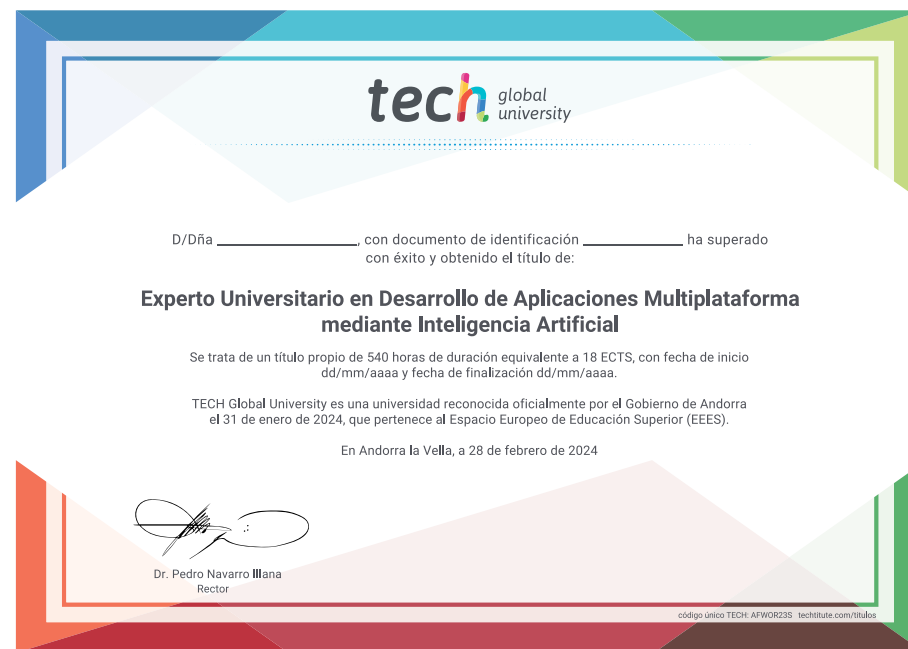 tech global university
D/Dña ____________________, con documento de identificación ______________ ha superado
con éxito y obtenido el título de:
Experto Universitario en Desarrollo de Aplicaciones Multiplataforma
mediante Inteligencia Artificial
Se trata de un título propio de 540 horas de duración equivalente a 18 ECTS, con fecha de inicio
dd/mm/aaaa y fecha de finalización dd/mm/aaaa.
TECH Global University es una universidad reconocida oficialmente por el Gobierno de Andorra
el 31 de enero de 2024, que pertenece al Espacio Europeo de Educación Superior (EEES).
En Andorra la Vella, a 28 de febrero de 2024
Dr. Pedro Navarro Illana
Rector
código único TECH: AFWOR23S techtitute.com/titulos